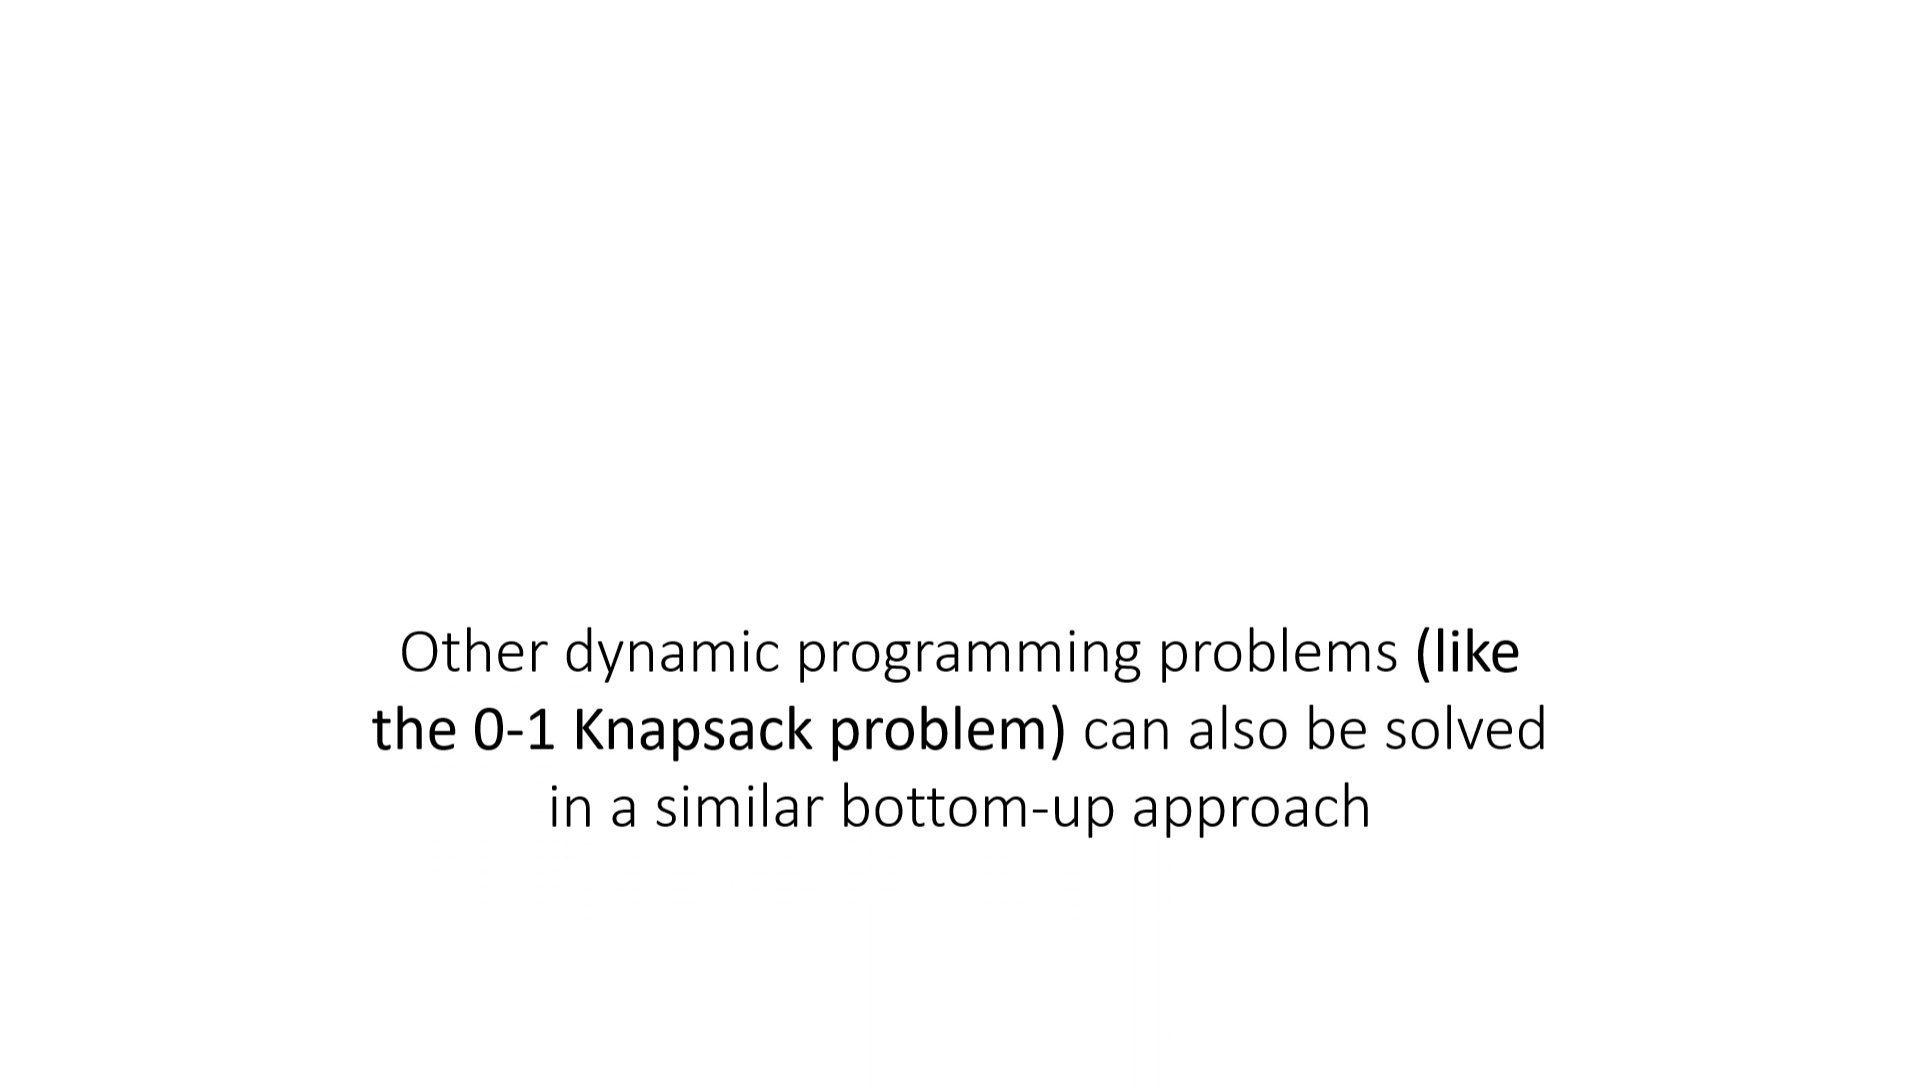 Other dynamic programming problems (like
the 0-1 Knapsack problem) can also be solved
in a similar bottom-up approach